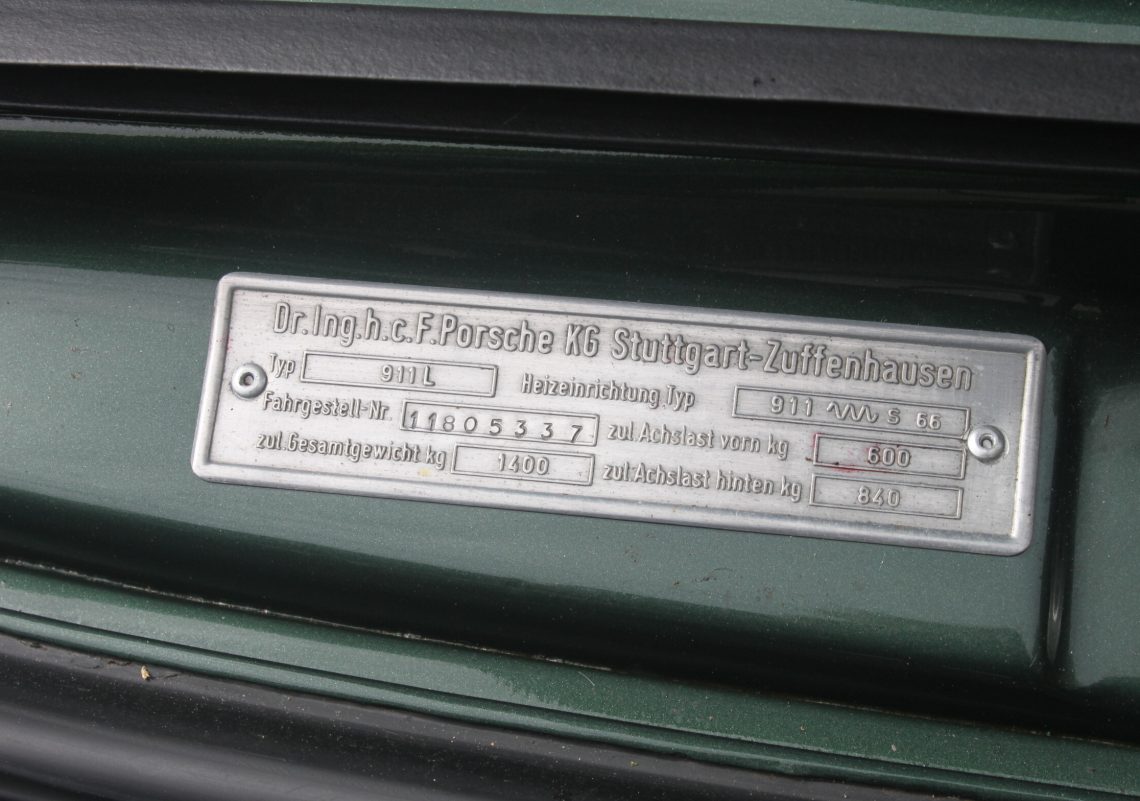 Dr.Ing.h.c.F.Porsche KG Stuttgart-Zuffenhausen
Typ 911L Heizeinrichtung Typ 911 ∿∿∿ S 66
Fahrgestell-Nr. 11805337 zul.Achslast vorn kg 600
zul.Gesamtgewicht kg 1400 zul.Achslast hinten kg 840